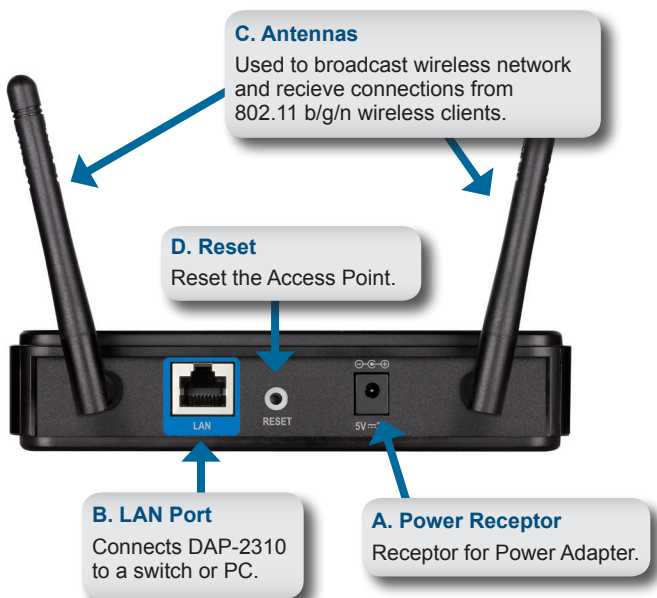 C. Antennas
Used to broadcast wireless network
and recieve connections from
802.11 b/g/n wireless clients.
D. Reset
Reset the Access Point.
LAN
RESET
5V
B. LAN Port
Connects DAP-2310
to a switch or PC.
A. Power Receptor
Receptor for Power Adapter.